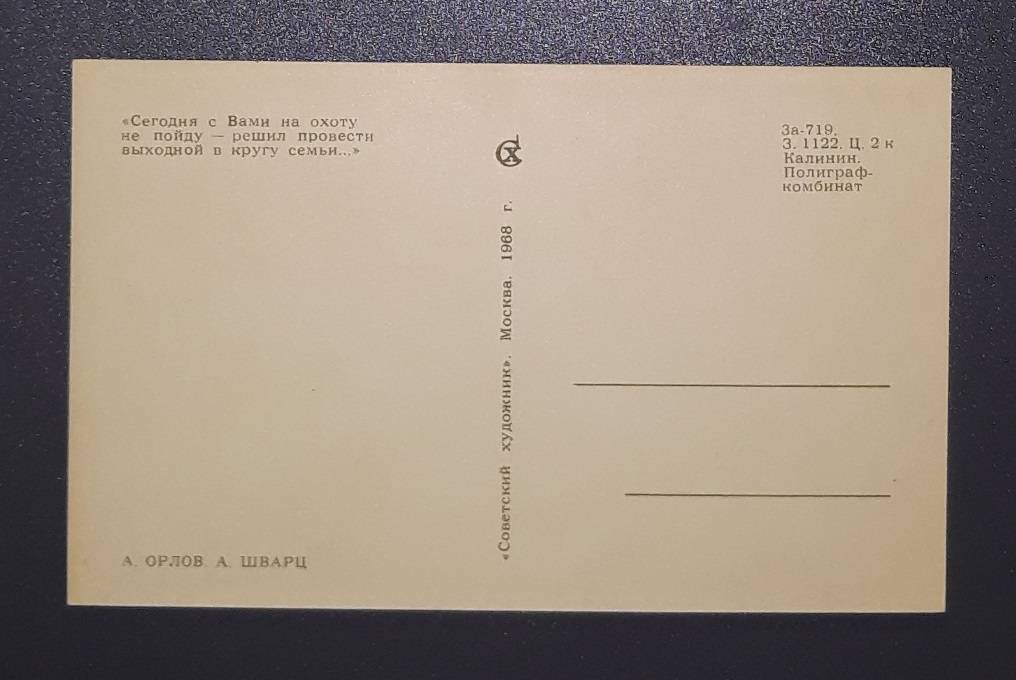 «Сегодня с Вами на охоту
не пойду — решил провести
выходной в кругу семьи...»
А. ОРЛОВ. А. ШВАРЦ
СХ
«Советский художник». Москва. 1968 г.
За-719.
З. 1122. Ц. 2 к
Калинин.
Полиграф-
комбинат